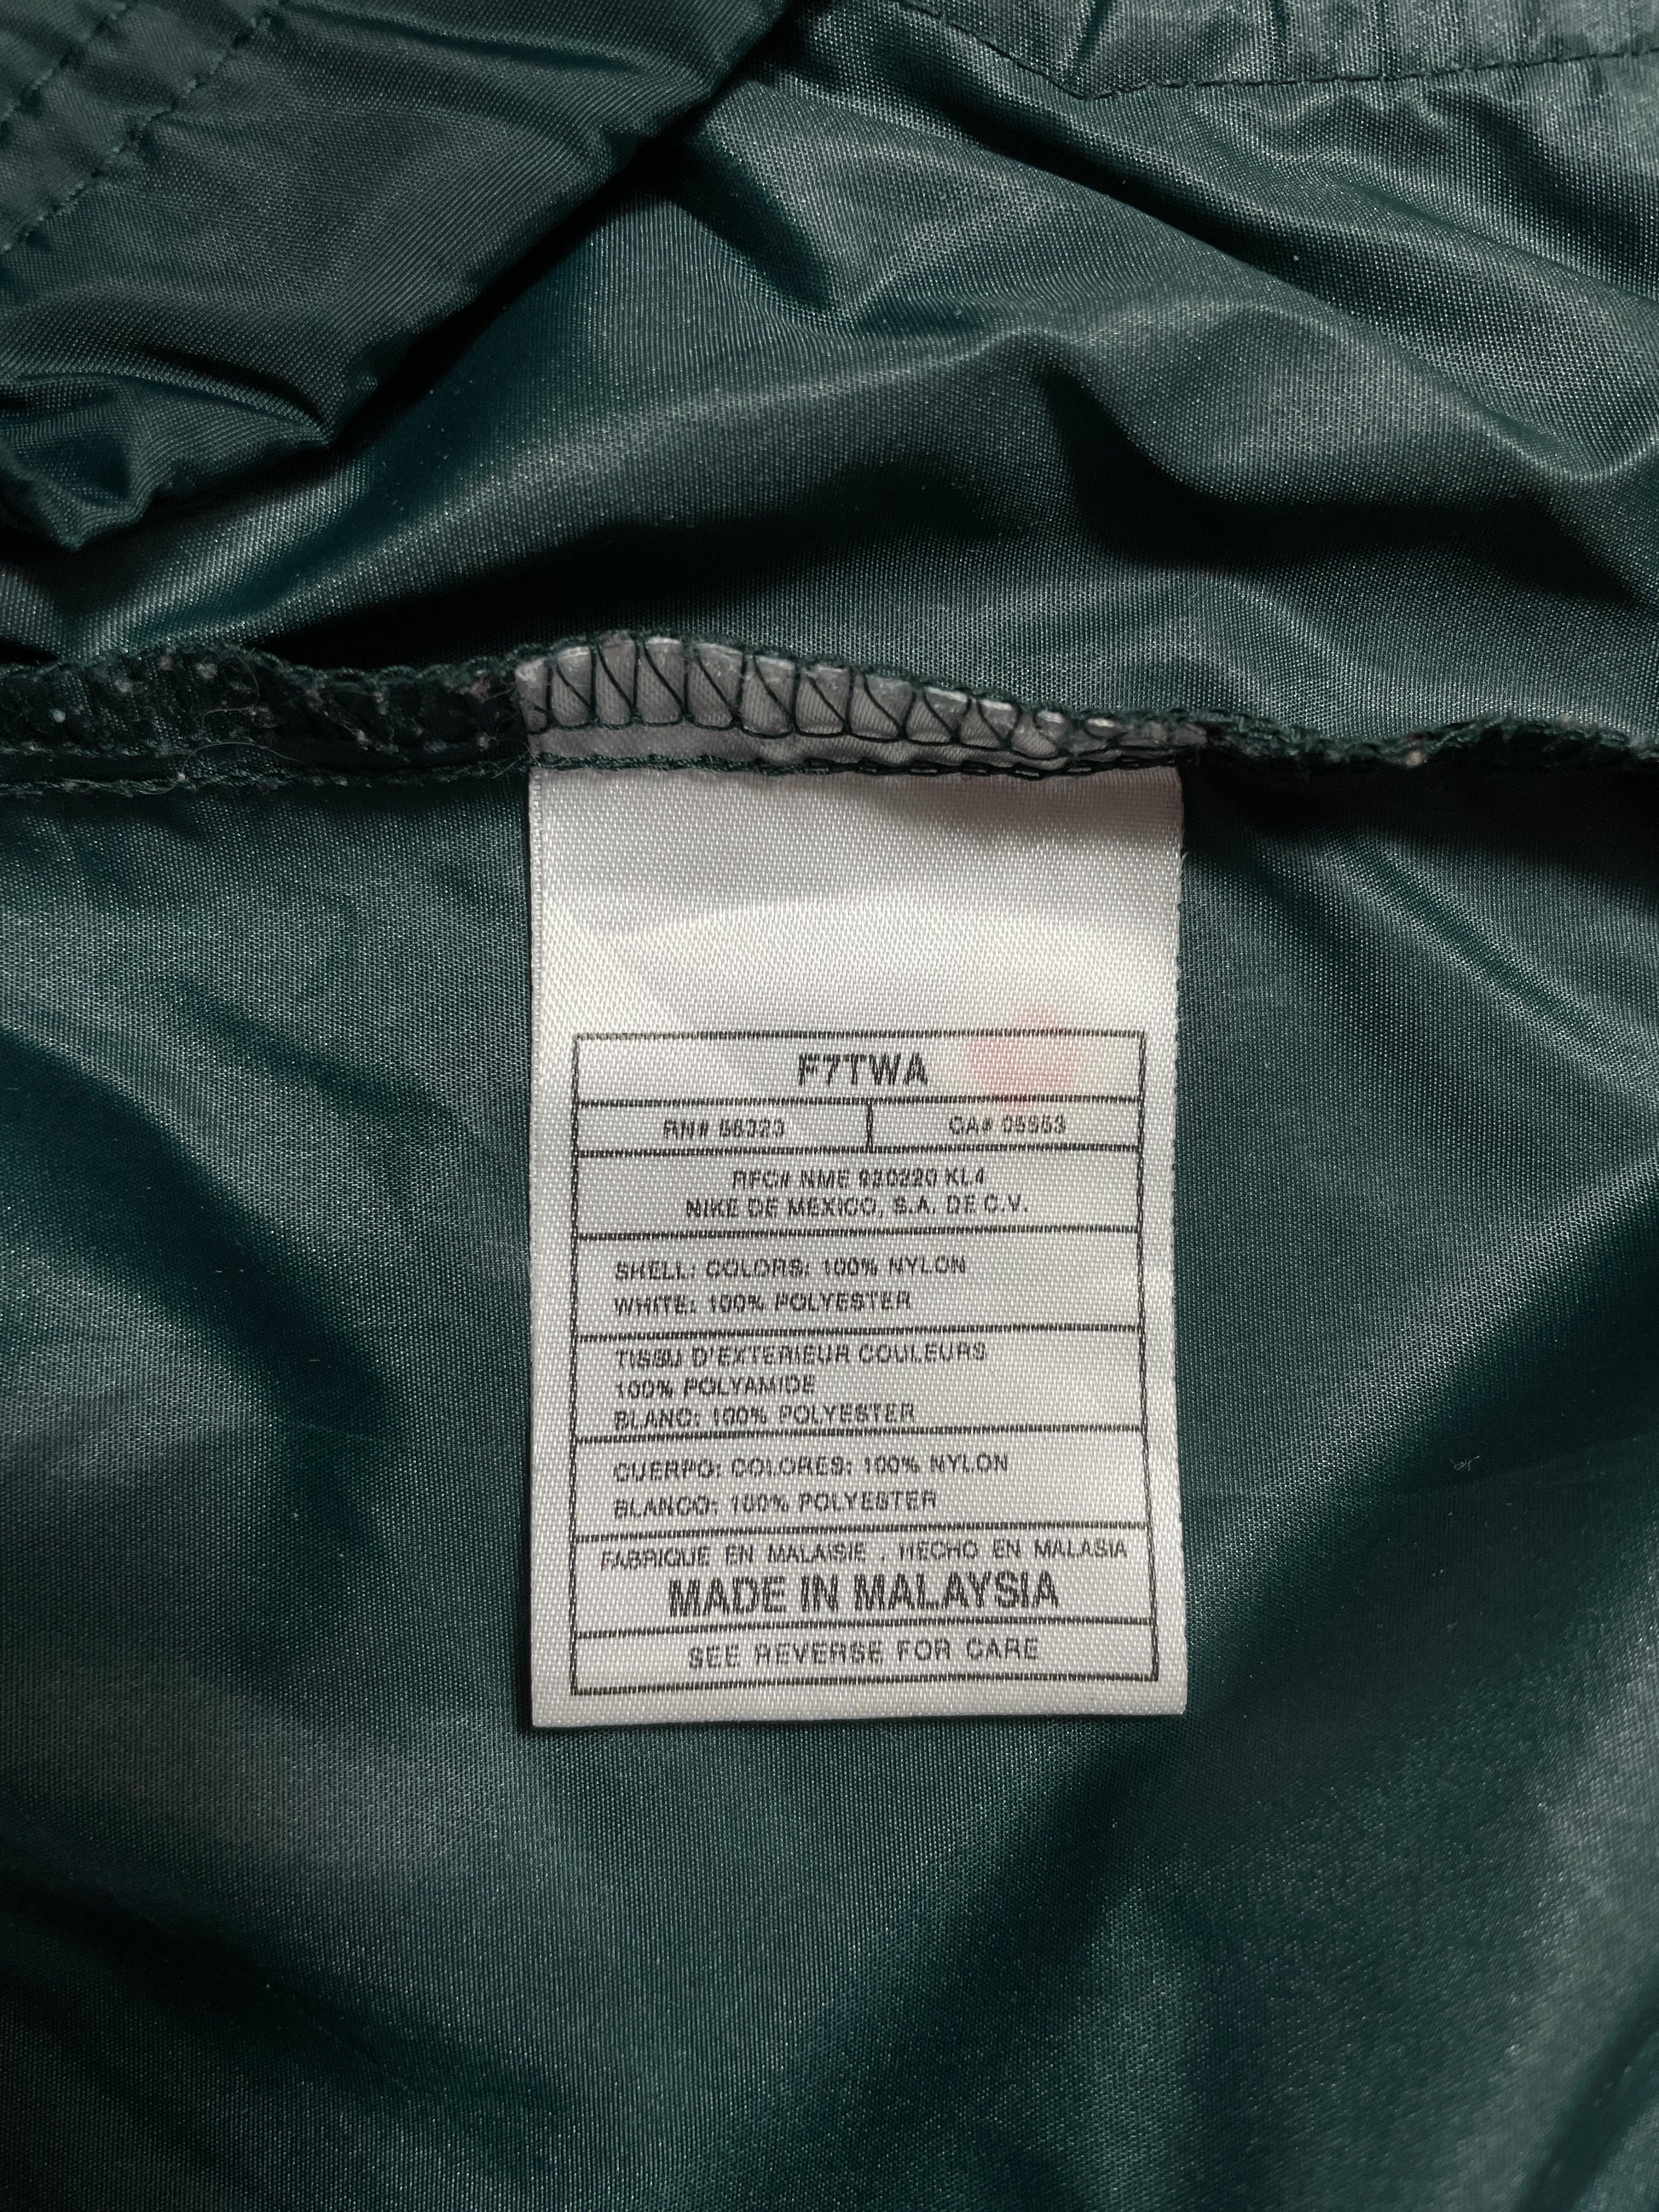 F7TWA
RN# 56323 CA# 05553
RFC# NME 920220 KL4
NIKE DE MEXICO, S.A. DE C.V.
SHELL: COLORS: 100% NYLON
WHITE: 100% POLYESTER
TISSU D'EXTERIEUR COULEURS
100% POLYAMIDE
BLANC: 100% POLYESTER
CUERPO: COLORES: 100% NYLON
BLANCO: 100% POLYESTER
FABRIQUE EN MALAISIE . HECHO EN MALASIA
MADE IN MALAYSIA
SEE REVERSE FOR CARE